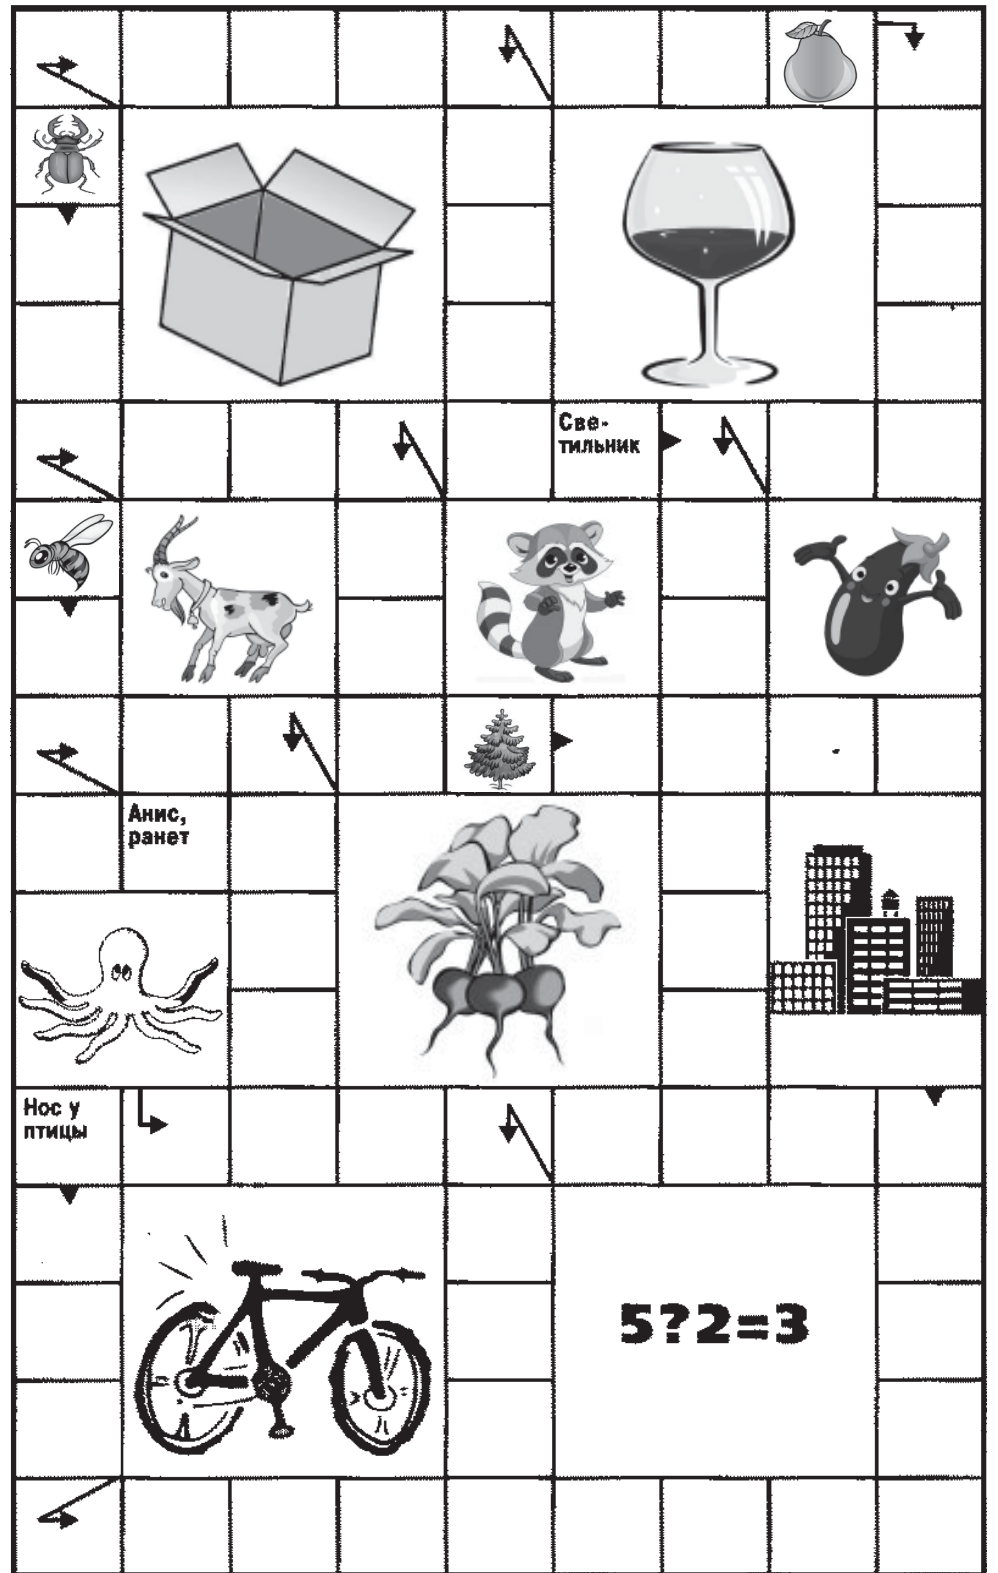 Све-
тильник
Анис,
ранет
Нос у
птицы
5?2=3